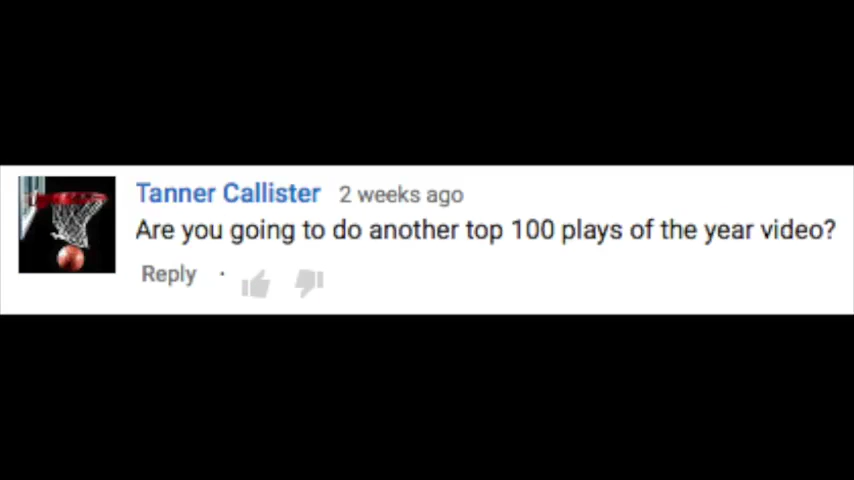 Tanner Callister 2 weeks ago
Are you going to do another top 100 plays of the year video?
Reply ·